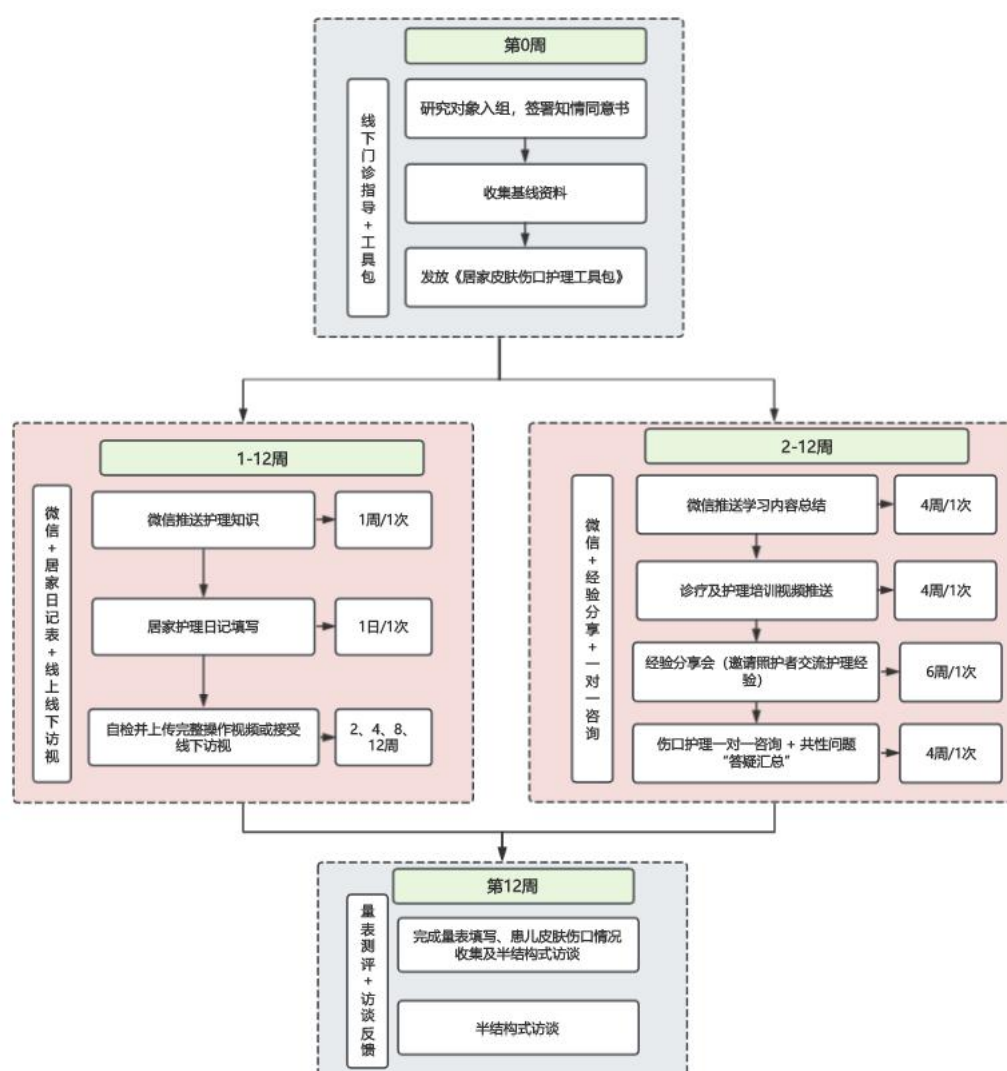 第0周
线下门诊指导+工具包
研究对象入组，签署知情同意书
收集基线资料
发放《居家皮肤伤口护理工具包》
1-12周
微信+居家日记表+线上线下访视
微信推送护理知识
1周/1次
居家护理日记填写
1日/1次
自检并上传完整操作视频或接受
线下访视
2、4、8、
12周
2-12周
微信+经验分享+一对一咨询
微信推送学习内容总结
4周/1次
诊疗及护理培训视频推送
4周/1次
经验分享会（邀请照护者交流护理经
验）
6周/1次
伤口护理一对一咨询 + 共性问题
“答疑汇总”
4周/1次
第12周
量表测评+访谈反馈
完成量表填写、患儿皮肤伤口情况
收集及半结构式访谈
半结构式访谈